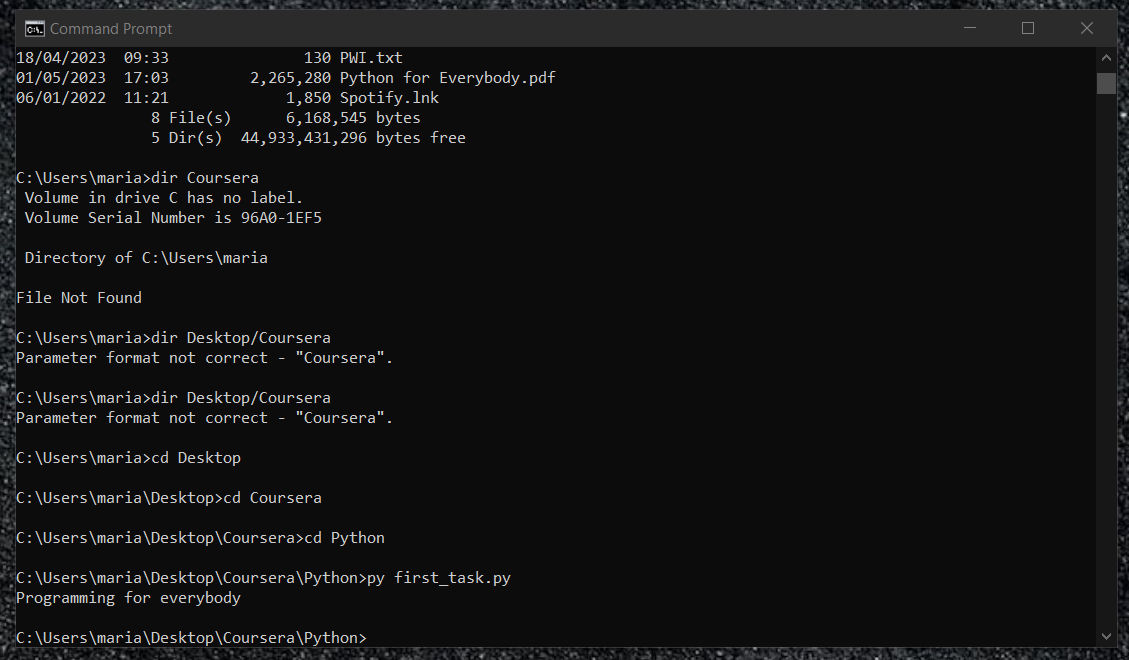 Command Prompt
18/04/2023  09:33               130 PWI.txt
01/05/2023  17:03         2,265,280 Python for Everybody.pdf
06/01/2022  11:21             1,850 Spotify.lnk
               8 File(s)      6,168,545 bytes
               5 Dir(s)  44,933,431,296 bytes free
C:\Users\maria>dir Coursera
 Volume in drive C has no label.
 Volume Serial Number is 96A0-1EF5
 Directory of C:\Users\maria
File Not Found
C:\Users\maria>dir Desktop/Coursera
Parameter format not correct - "Coursera".
C:\Users\maria>dir Desktop/Coursera
Parameter format not correct - "Coursera".
C:\Users\maria>cd Desktop
C:\Users\maria\Desktop>cd Coursera
C:\Users\maria\Desktop\Coursera>cd Python
C:\Users\maria\Desktop\Coursera\Python>py first_task.py
Programming for everybody
C:\Users\maria\Desktop\Coursera\Python>